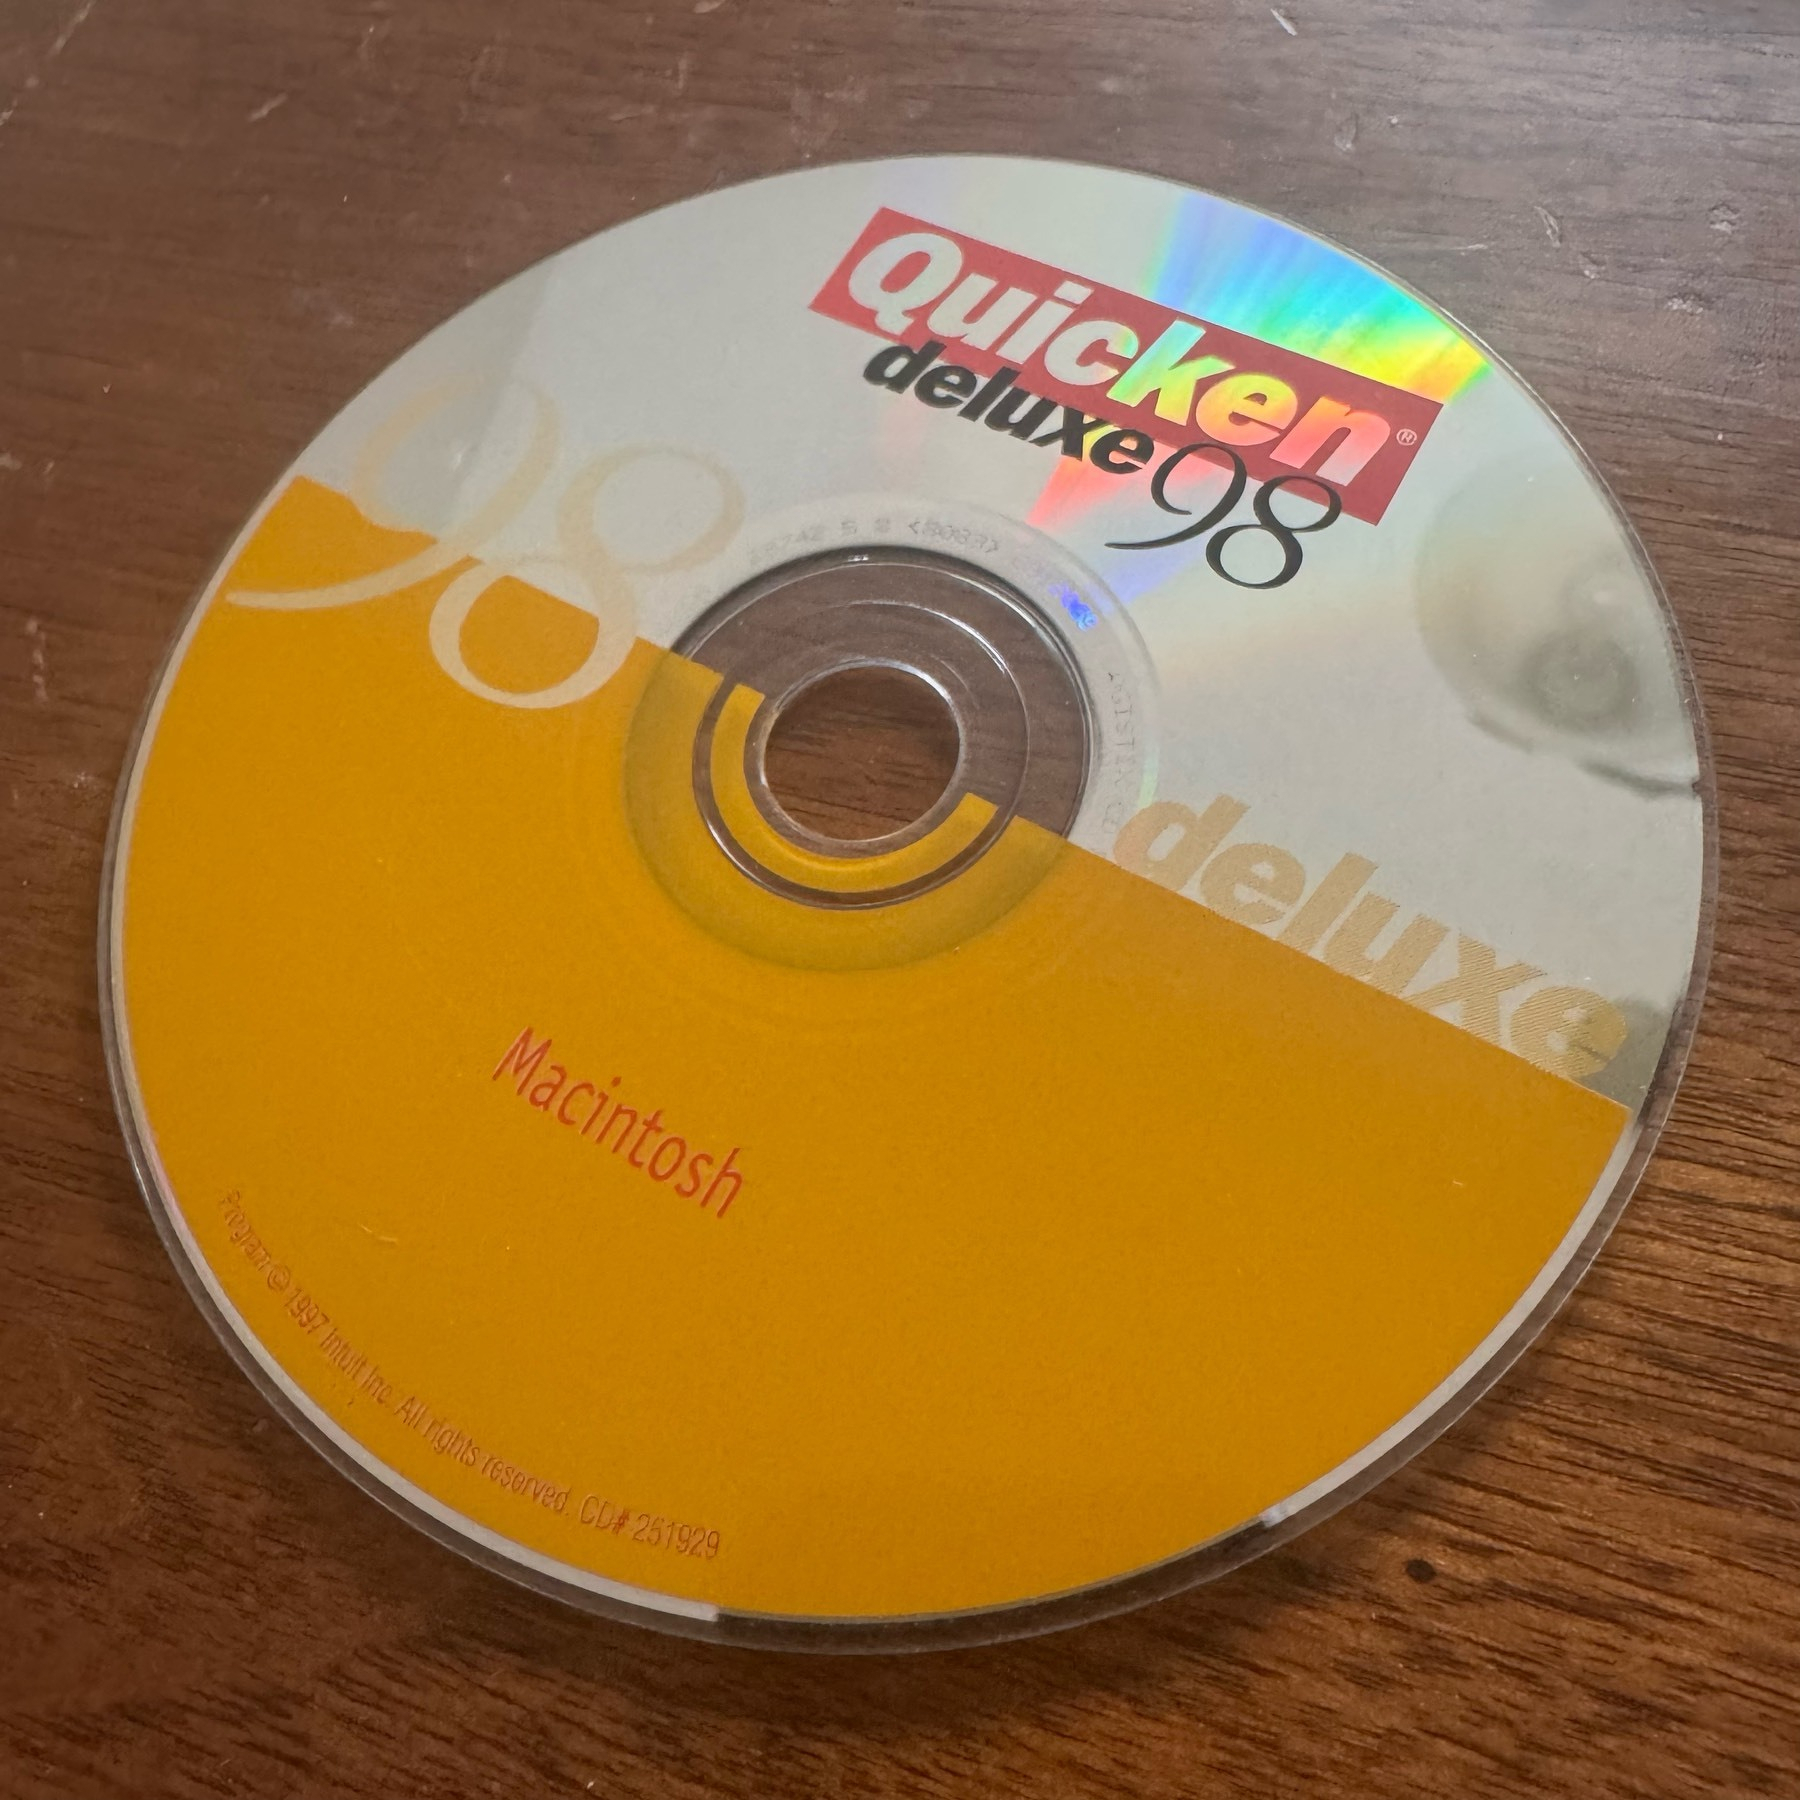 Quicken®
deluxe 98
98
deluxe
Macintosh
Program © 1997 Intuit Inc. All rights reserved. CD# 251929